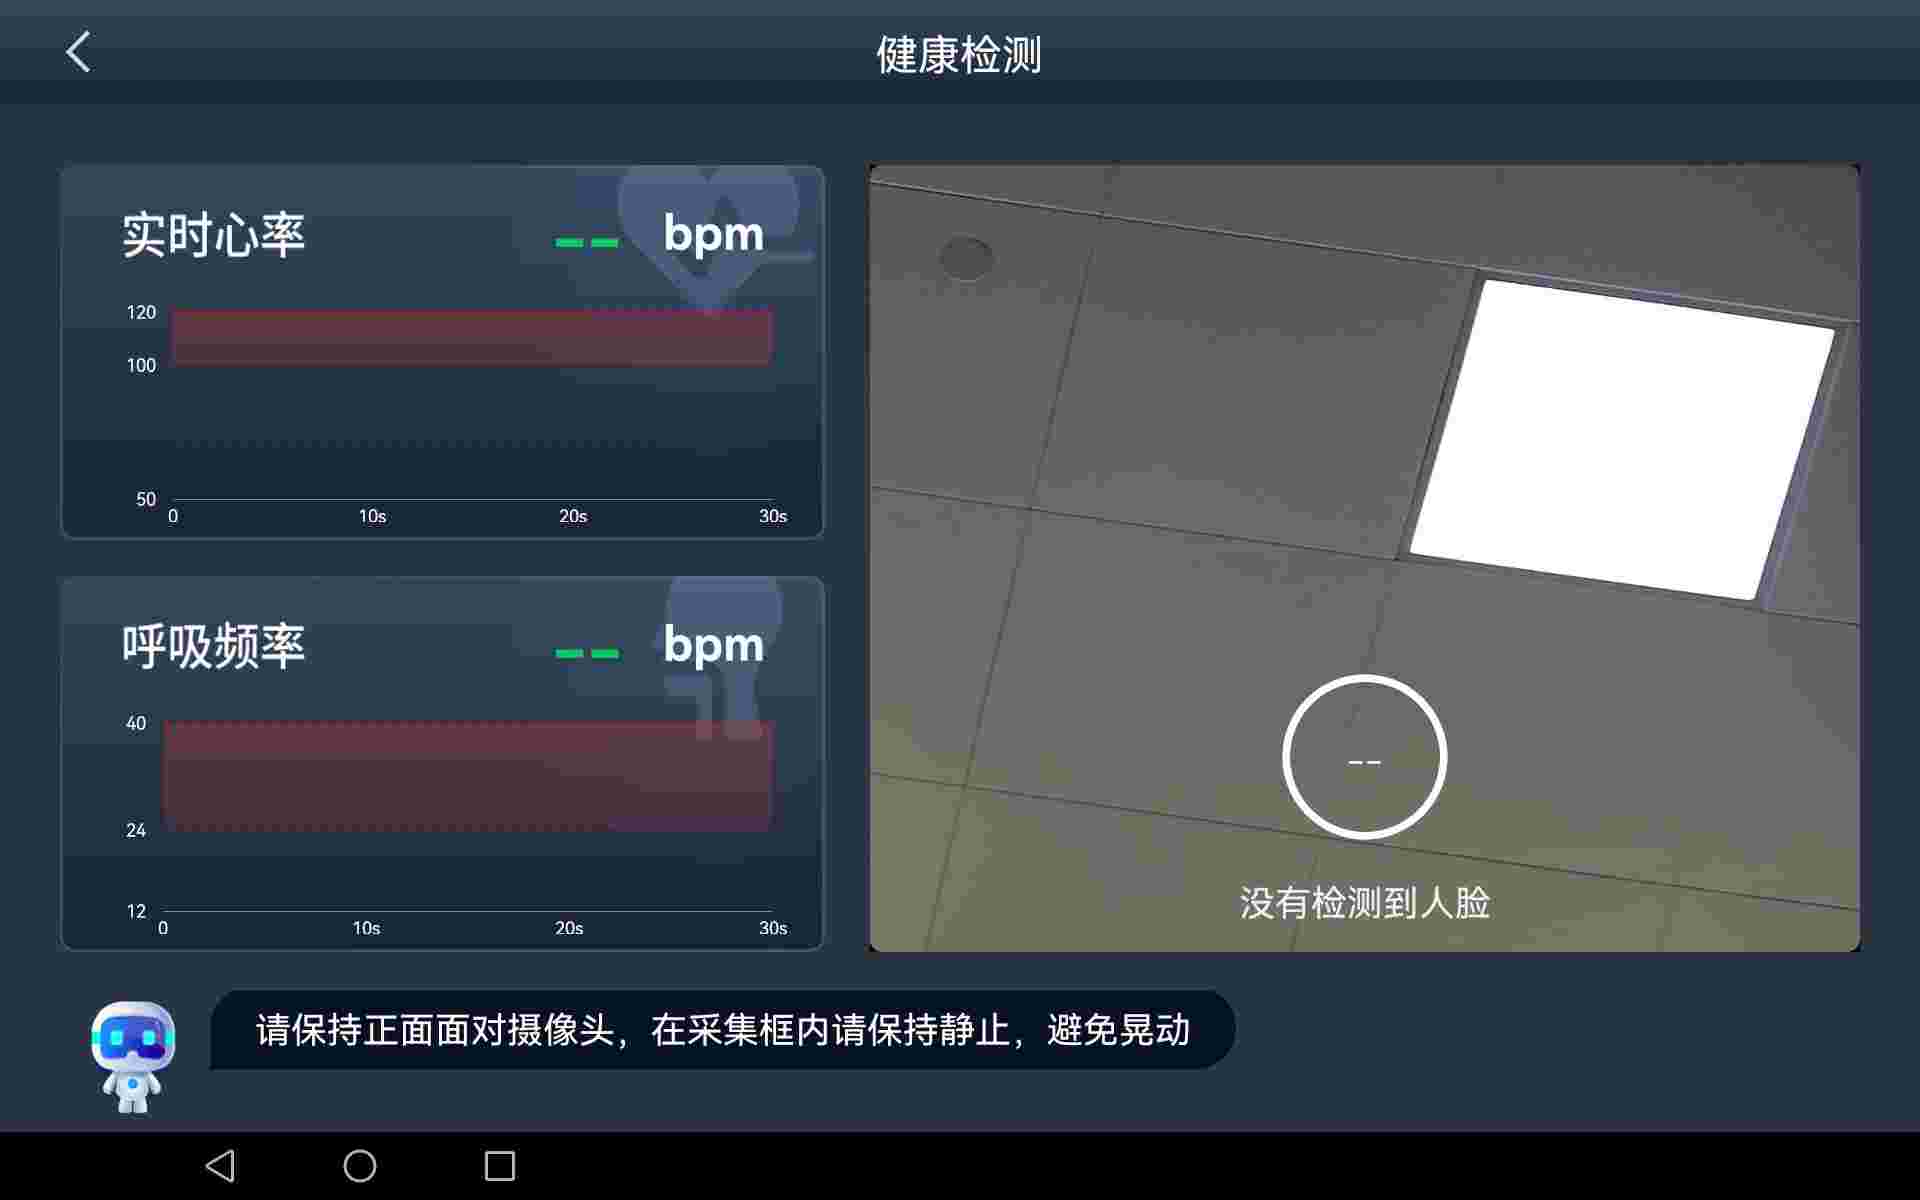 健康检测
实时心率 -- bpm
120
100
50
0 10s 20s 30s
呼吸频率 -- bpm
40
24
12
0 10s 20s 30s
--
没有检测到人脸
请保持正面面对摄像头，在采集框内请保持静止，避免晃动